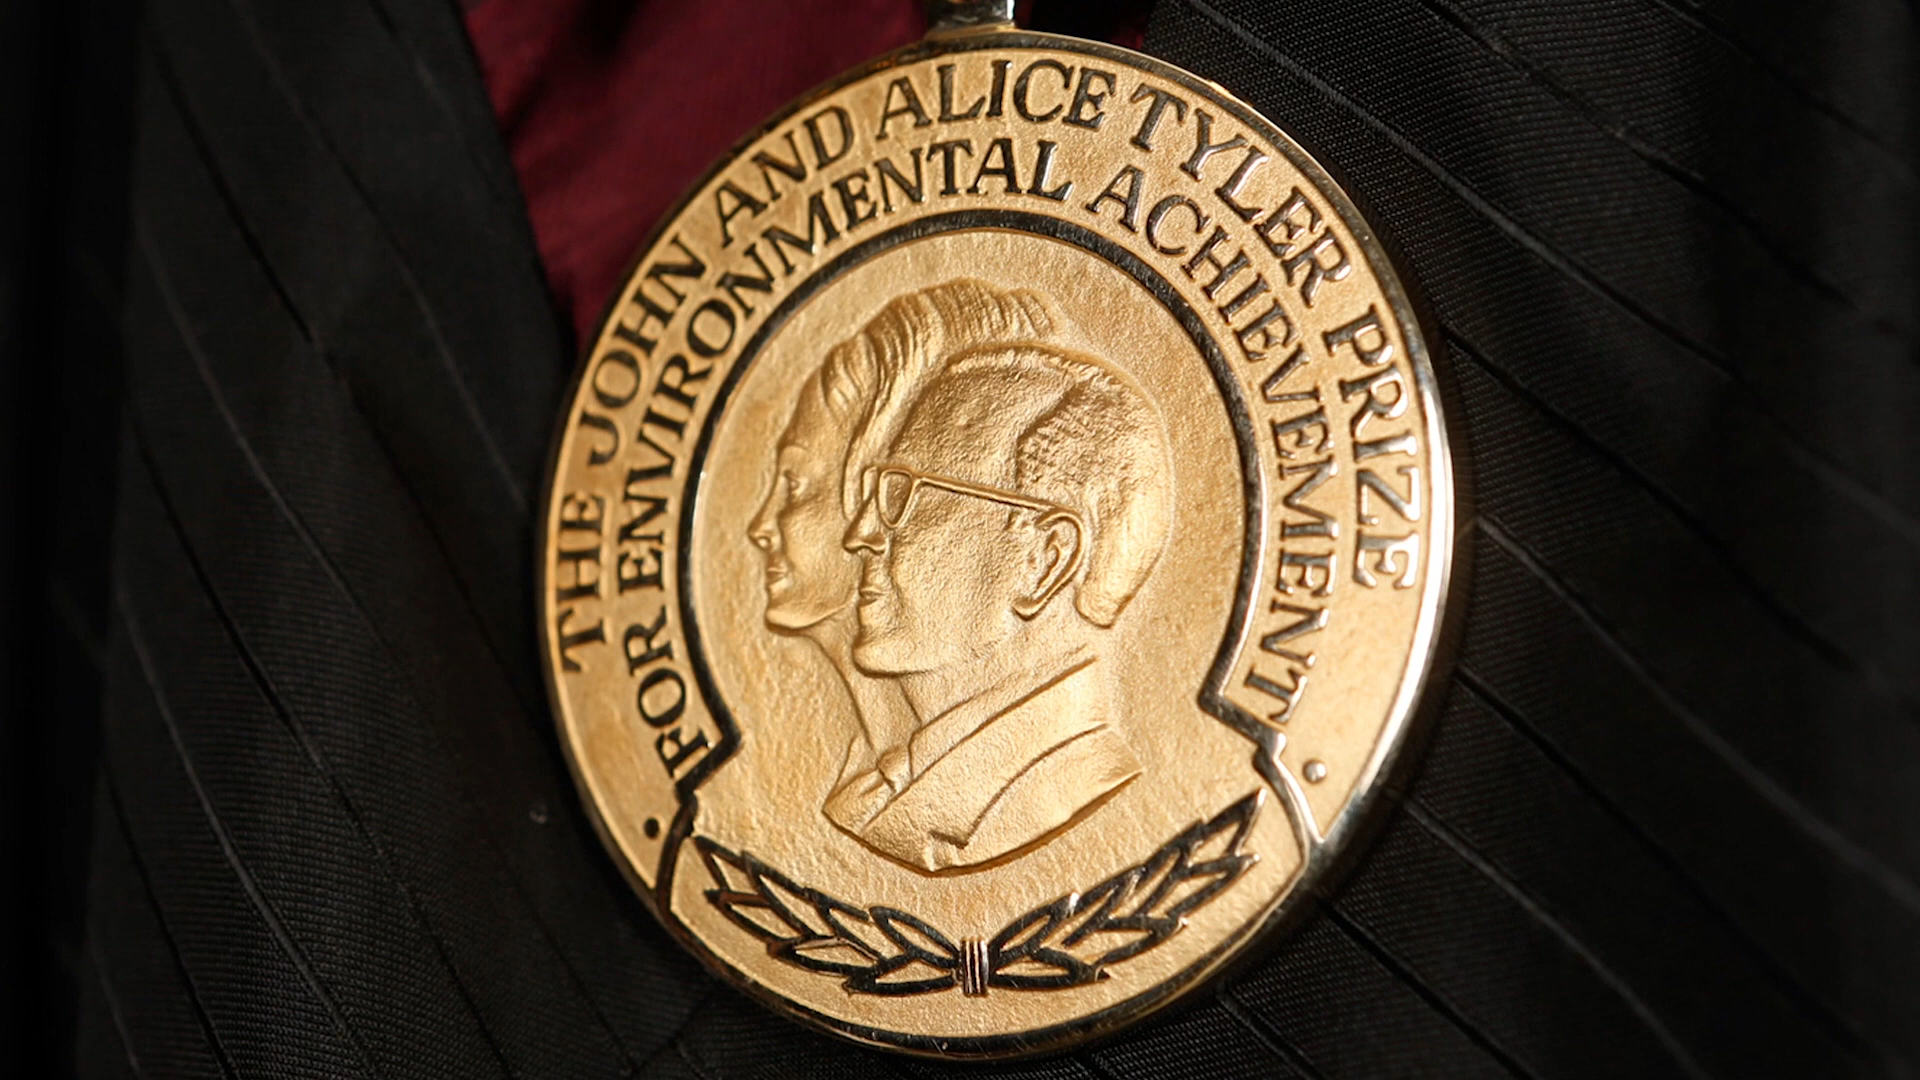 THE JOHN AND ALICE TYLER PRIZE
FOR ENVIRONMENTAL ACHIEVEMENT